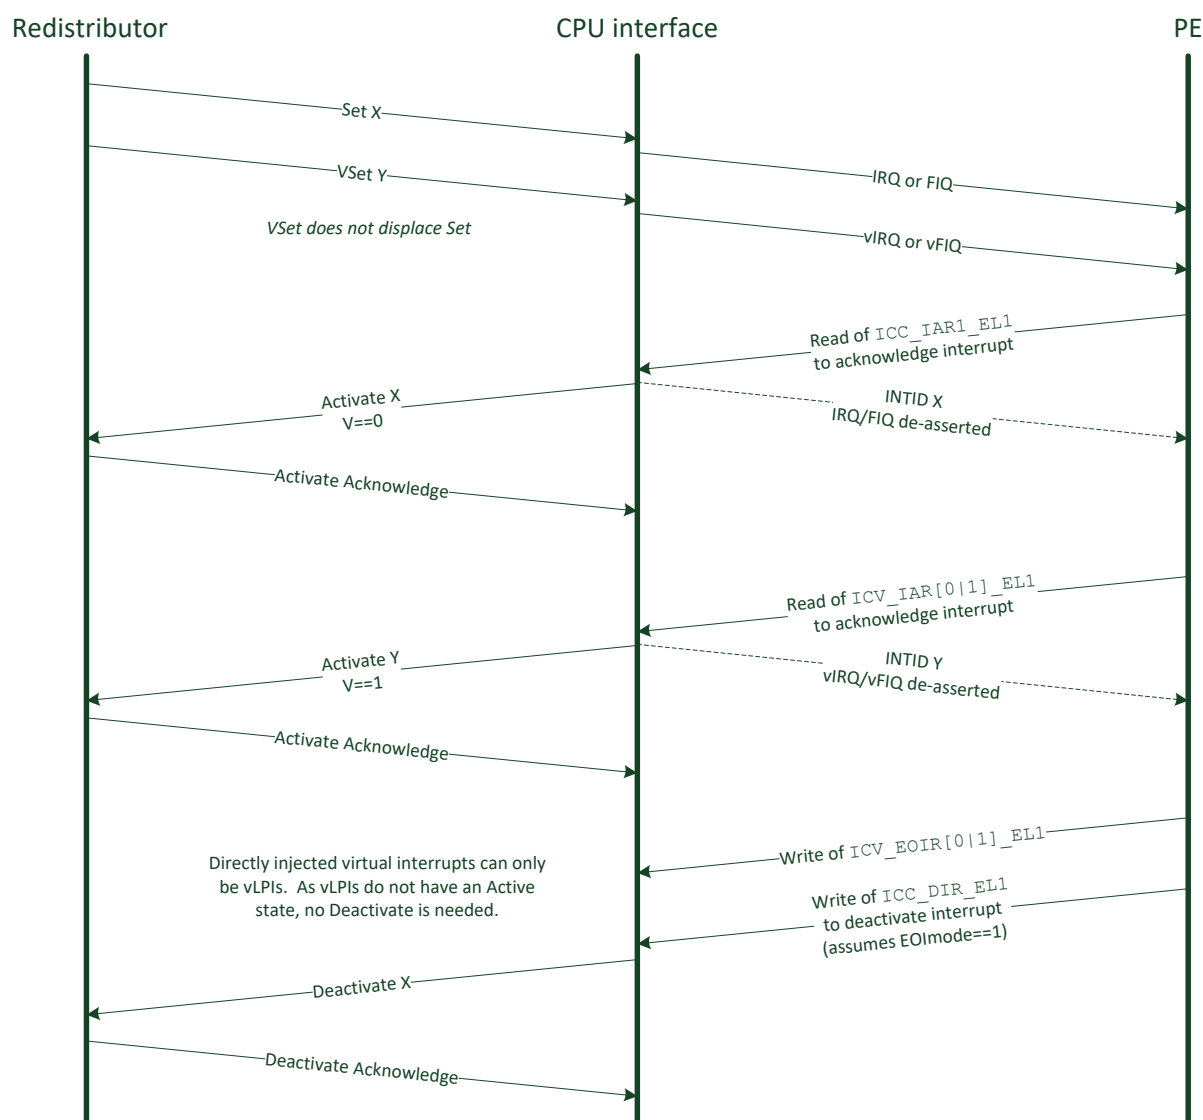 Redistributor
CPU interface
PE
Set X
VSet Y
IRQ or FIQ
VSet does not displace Set
vIRQ or vFIQ
Read of ICC_IAR1_EL1
to acknowledge interrupt
Activate X
V==0
INTID X
IRQ/FIQ de-asserted
Activate Acknowledge
Read of ICV_IAR[0|1]_EL1
to acknowledge interrupt
Activate Y
V==1
INTID Y
vIRQ/vFIQ de-asserted
Activate Acknowledge
Write of ICV_EOIR[0|1]_EL1
Directly injected virtual interrupts can only
be vLPIs. As vLPIs do not have an Active
state, no Deactivate is needed.
Write of ICC_DIR_EL1
to deactivate interrupt
(assumes EOImode==1)
Deactivate X
Deactivate Acknowledge